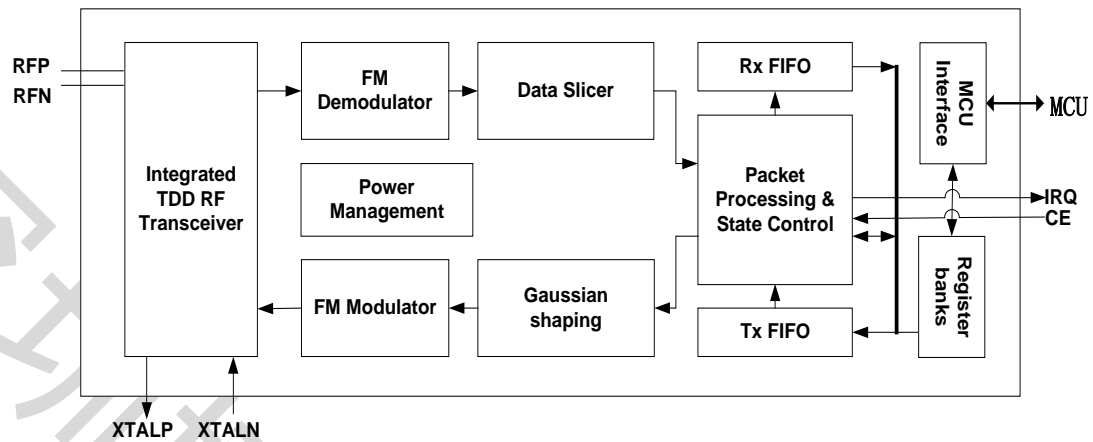 RFP
RFN
Integrated
TDD RF
Transceiver
FM
Demodulator
Data Slicer
Rx FIFO
MCU
Interface
MCU
Power
Management
Packet
Processing &
State Control
IRQ
CE
FM Modulator
Gaussian
shaping
Tx FIFO
Register
banks
XTALP
XTALN